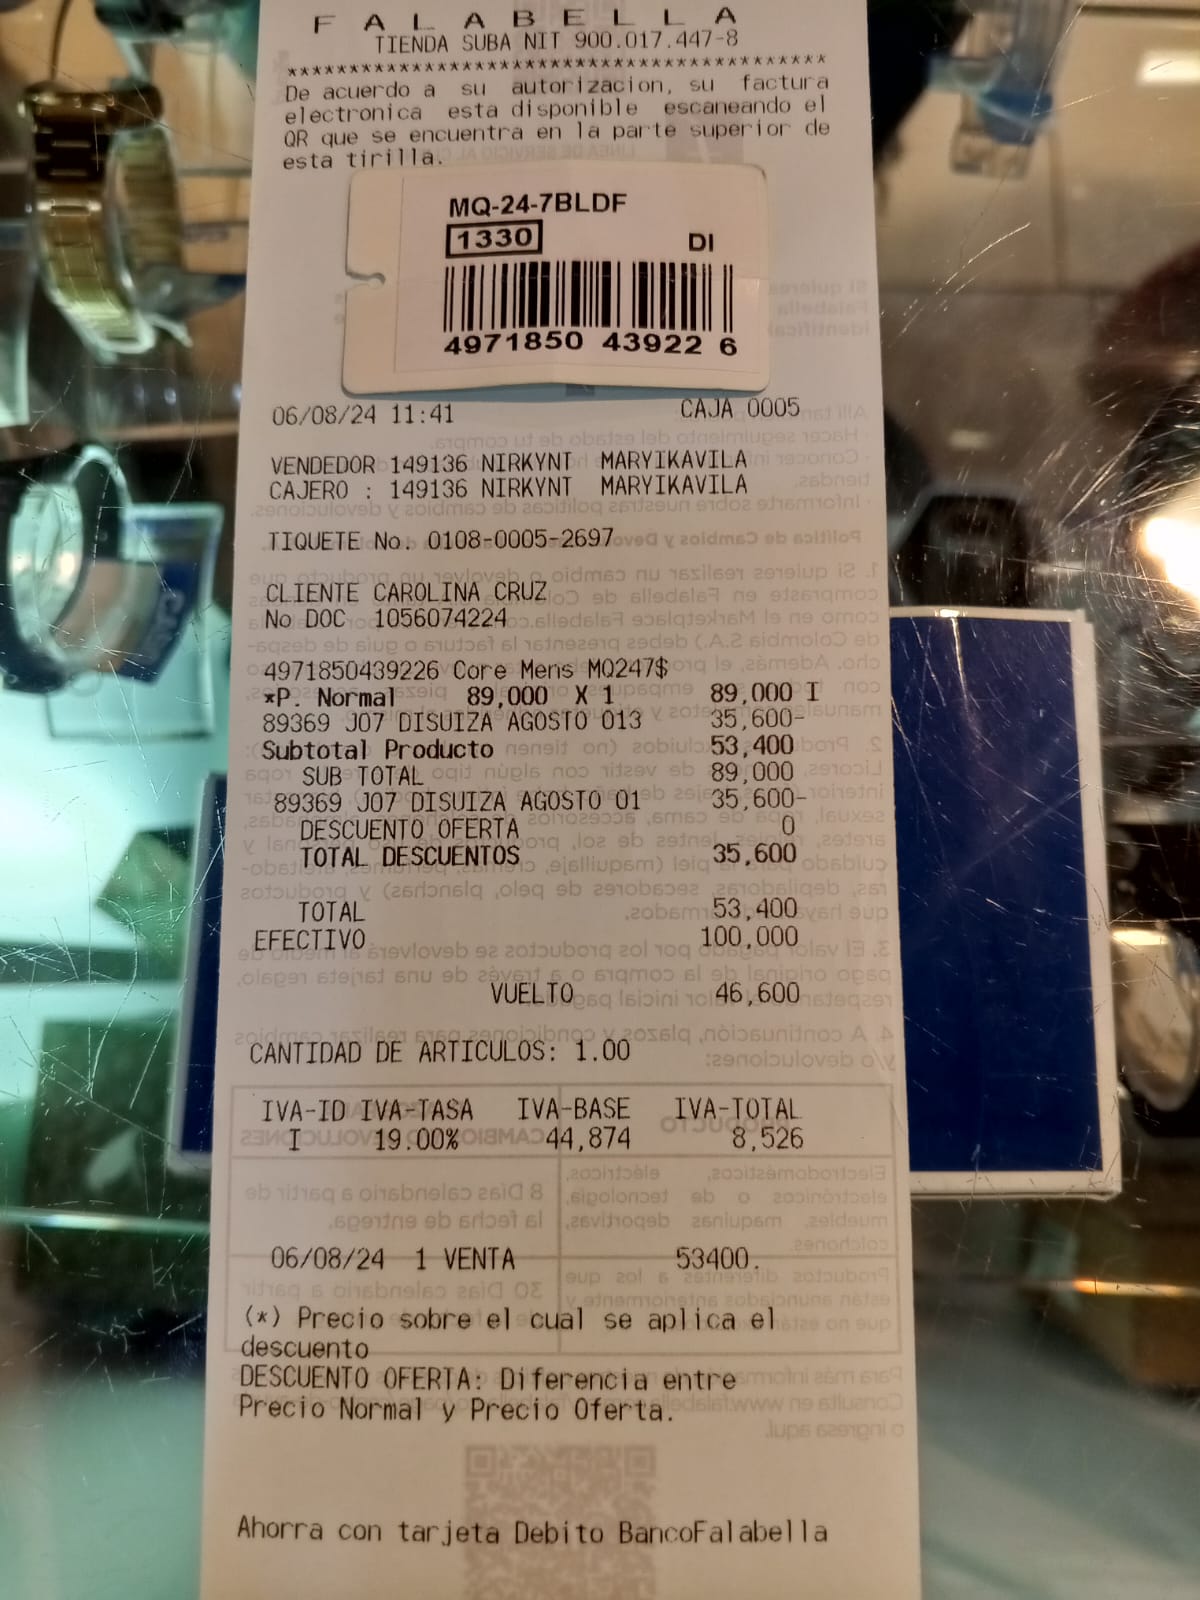 F A L A B E L L A
TIENDA SUBA NIT 900.017.447-8
********************************************
De acuerdo a su autorizacion, su factura
electronica esta disponible escaneando el
QR que se encuentra en la parte superior de
esta tirilla.
MQ-24-7BLDF
1330 DI
4971850 43922 6
06/08/24 11:41 CAJA 0005
VENDEDOR 149136 NIRKYNT MARYIKAVILA
CAJERO : 149136 NIRKYNT MARYIKAVILA
TIQUETE No. 0108-0005-2697
CLIENTE CAROLINA CRUZ
No DOC 1056074224
4971850439226 Core Mens MQ247$
*P. Normal 89,000 X 1 89,000 I
89369 J07 DISUIZA AGOSTO 013 35,600-
Subtotal Producto 53,400
SUB TOTAL 89,000
89369 J07 DISUIZA AGOSTO 01 35,600-
DESCUENTO OFERTA 0
TOTAL DESCUENTOS 35,600
TOTAL 53,400
EFECTIVO 100,000
VUELTO 46,600
CANTIDAD DE ARTICULOS: 1.00
IVA-ID IVA-TASA IVA-BASE IVA-TOTAL
I 19.00% 44,874 8,526
06/08/24 1 VENTA 53400.
(*) Precio sobre el cual se aplica el
descuento
DESCUENTO OFERTA: Diferencia entre
Precio Normal y Precio Oferta.
Ahorra con tarjeta Debito BancoFalabella